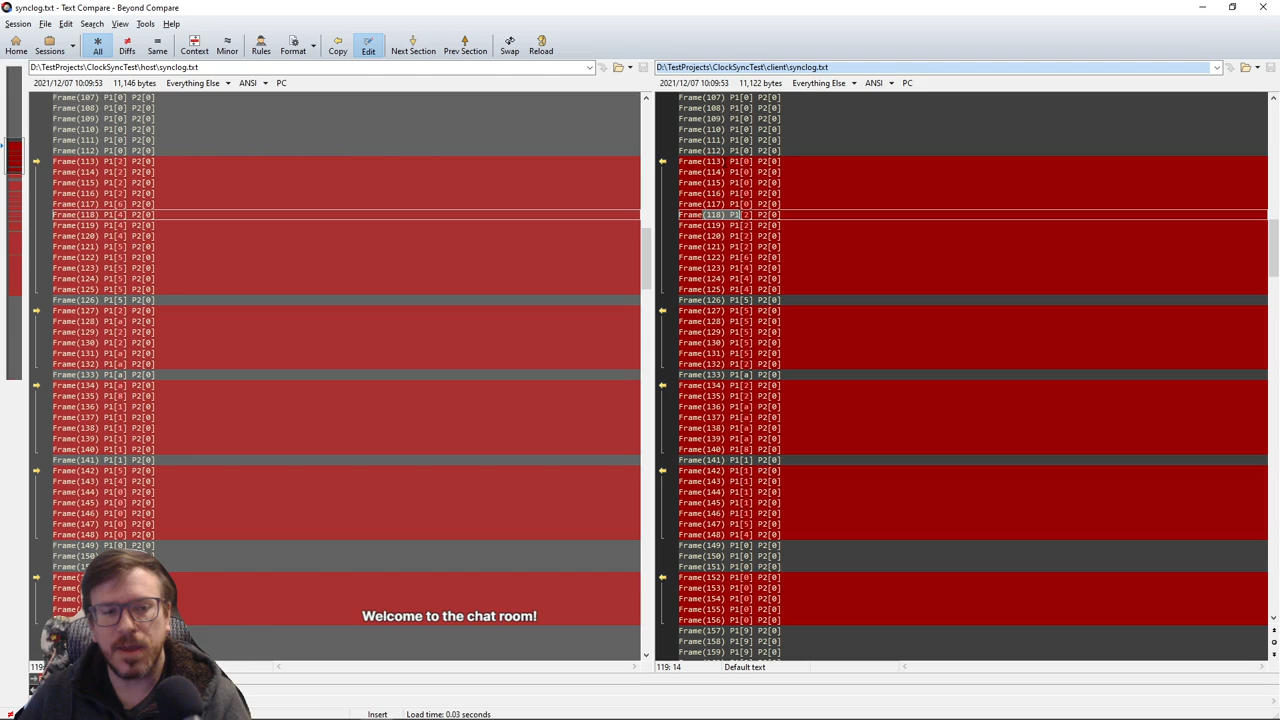 synclog.txt - Text Compare - Beyond Compare
Session File Edit Search View Tools Help
Home Sessions All Diffs Same Context Minor Rules Format Copy Edit Next Section Prev Section Swap Reload
D:\TestProjects\ClockSyncTest\host\synclog.txt
D:\TestProjects\ClockSyncTest\client\synclog.txt
2021/12/07 10:09:53 11,146 bytes Everything Else ANSI PC
2021/12/07 10:09:53 11,122 bytes Everything Else ANSI PC
Frame(107) P1[0] P2[0]
Frame(108) P1[0] P2[0]
Frame(109) P1[0] P2[0]
Frame(110) P1[0] P2[0]
Frame(111) P1[0] P2[0]
Frame(112) P1[0] P2[0]
Frame(113) P1[2] P2[0]
Frame(114) P1[2] P2[0]
Frame(115) P1[2] P2[0]
Frame(116) P1[2] P2[0]
Frame(117) P1[6] P2[0]
Frame(118) P1[4] P2[0]
Frame(119) P1[4] P2[0]
Frame(120) P1[4] P2[0]
Frame(121) P1[5] P2[0]
Frame(122) P1[5] P2[0]
Frame(123) P1[5] P2[0]
Frame(124) P1[5] P2[0]
Frame(125) P1[5] P2[0]
Frame(126) P1[5] P2[0]
Frame(127) P1[2] P2[0]
Frame(128) P1[a] P2[0]
Frame(129) P1[2] P2[0]
Frame(130) P1[2] P2[0]
Frame(131) P1[a] P2[0]
Frame(132) P1[a] P2[0]
Frame(133) P1[a] P2[0]
Frame(134) P1[a] P2[0]
Frame(135) P1[8] P2[0]
Frame(136) P1[1] P2[0]
Frame(137) P1[1] P2[0]
Frame(138) P1[1] P2[0]
Frame(139) P1[1] P2[0]
Frame(140) P1[1] P2[0]
Frame(141) P1[1] P2[0]
Frame(142) P1[5] P2[0]
Frame(143) P1[4] P2[0]
Frame(144) P1[0] P2[0]
Frame(145) P1[0] P2[0]
Frame(146) P1[0] P2[0]
Frame(147) P1[0] P2[0]
Frame(148) P1[0] P2[0]
Frame(149) P1[0] P2[0]
Frame(150
Frame(107) P1[0] P2[0]
Frame(108) P1[0] P2[0]
Frame(109) P1[0] P2[0]
Frame(110) P1[0] P2[0]
Frame(111) P1[0] P2[0]
Frame(112) P1[0] P2[0]
Frame(113) P1[0] P2[0]
Frame(114) P1[0] P2[0]
Frame(115) P1[0] P2[0]
Frame(116) P1[0] P2[0]
Frame(117) P1[0] P2[0]
Frame(118) P1[2] P2[0]
Frame(119) P1[2] P2[0]
Frame(120) P1[2] P2[0]
Frame(121) P1[2] P2[0]
Frame(122) P1[6] P2[0]
Frame(123) P1[4] P2[0]
Frame(124) P1[4] P2[0]
Frame(125) P1[4] P2[0]
Frame(126) P1[5] P2[0]
Frame(127) P1[5] P2[0]
Frame(128) P1[5] P2[0]
Frame(129) P1[5] P2[0]
Frame(130) P1[5] P2[0]
Frame(131) P1[5] P2[0]
Frame(132) P1[2] P2[0]
Frame(133) P1[a] P2[0]
Frame(134) P1[2] P2[0]
Frame(135) P1[2] P2[0]
Frame(136) P1[a] P2[0]
Frame(137) P1[a] P2[0]
Frame(138) P1[a] P2[0]
Frame(139) P1[a] P2[0]
Frame(140) P1[8] P2[0]
Frame(141) P1[1] P2[0]
Frame(142) P1[1] P2[0]
Frame(143) P1[1] P2[0]
Frame(144) P1[1] P2[0]
Frame(145) P1[1] P2[0]
Frame(146) P1[1] P2[0]
Frame(147) P1[5] P2[0]
Frame(148) P1[4] P2[0]
Frame(149) P1[0] P2[0]
Frame(150) P1[0] P2[0]
Frame(151) P1[0] P2[0]
Frame(152) P1[0] P2[0]
Frame(153) P1[0] P2[0]
Frame(154) P1[0] P2[0]
Frame(155) P1[0] P2[0]
Frame(156) P1[0] P2[0]
Frame(157) P1[9] P2[0]
Frame(158) P1[9] P2[0]
Frame(159) P1[9] P2[0]
Welcome to the chat room!
119: 14 Default text
Insert Load time: 0.03 seconds